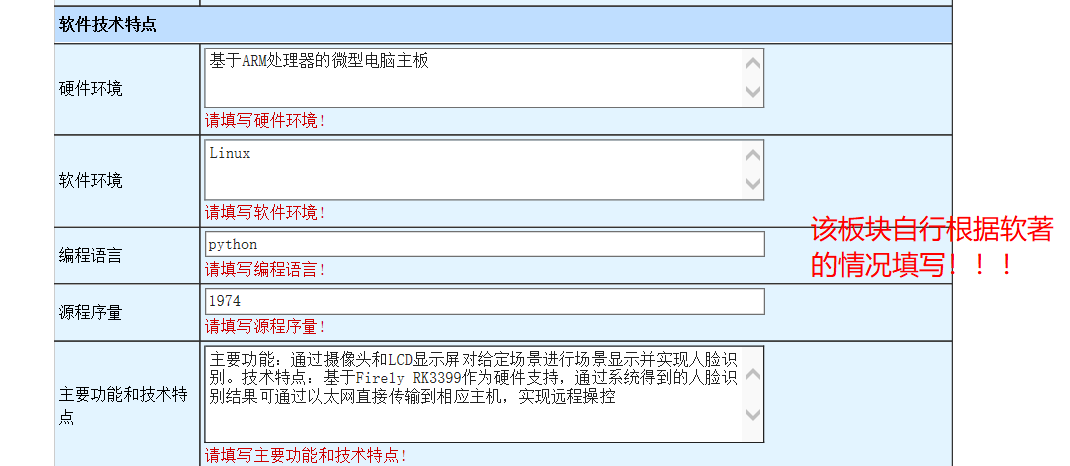 软件技术特点
硬件环境
基于ARM处理器的微型电脑主板
请填写硬件环境!
软件环境
Linux
请填写软件环境!
编程语言
python
请填写编程语言!
该板块自行根据软著
的情况填写！！！
源程序量
1974
请填写源程序量!
主要功能和技术特
点
主要功能：通过摄像头和LCD显示屏对给定场景进行场景显示并实现人脸识
别。技术特点：基于Firely RK3399作为硬件支持，通过系统得到的人脸识
别结果可通过以太网直接传输到相应主机，实现远程操控
请填写主要功能和技术特点!